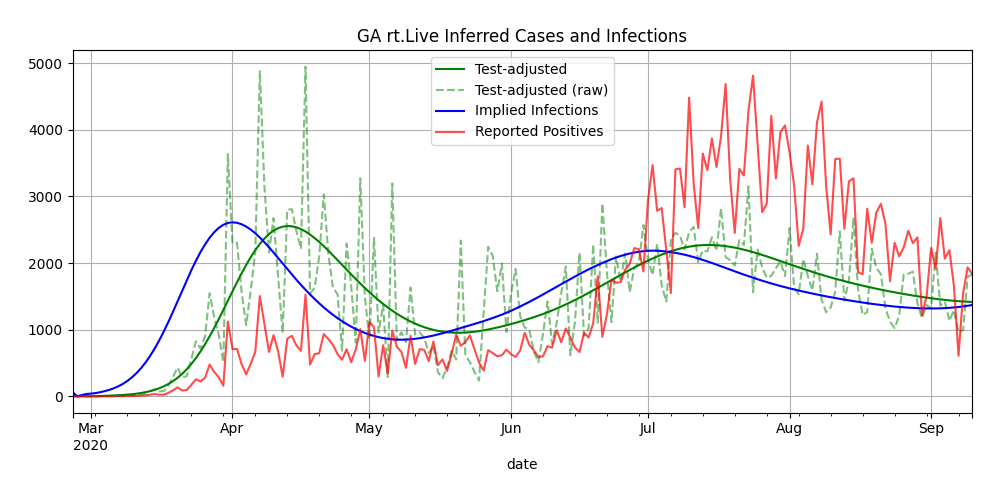 GA rt.Live Inferred Cases and Infections
Test-adjusted
Test-adjusted (raw)
Implied Infections
Reported Positives
5000
4000
3000
2000
1000
0
Mar Apr May Jun Jul Aug Sep
2020
date